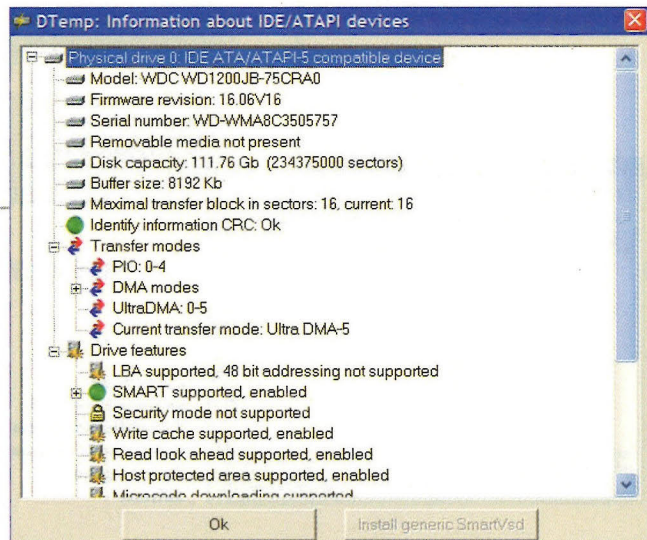 DTemp: Information about IDE/ATAPI devices
Physical drive 0: IDE ATA/ATAPI-5 compatible device
Model: WDC WD1200JB-75CRA0
Firmware revision: 16.06V16
Serial number: WD-WMA8C3505757
Removable media not present
Disk capacity: 111.76 Gb (234375000 sectors)
Buffer size: 8192 Kb
Maximal transfer block in sectors: 16, current: 16
Identify information CRC: Ok
Transfer modes
PIO: 0-4
DMA modes
UltraDMA: 0-5
Current transfer mode: Ultra DMA-5
Drive features
LBA supported, 48 bit addressing not supported
SMART supported, enabled
Security mode not supported
Write cache supported, enabled
Read look ahead supported, enabled
Host protected area supported, enabled
Microcode downloading supported
Ok
Install generic SmartVsd